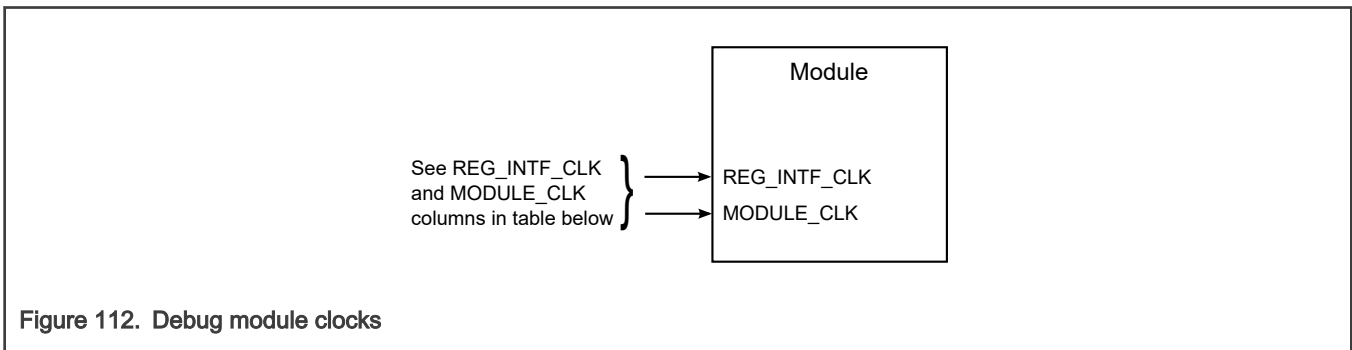 Module
See REG_INTF_CLK
and MODULE_CLK
columns in table below
REG_INTF_CLK
MODULE_CLK
Figure 112. Debug module clocks